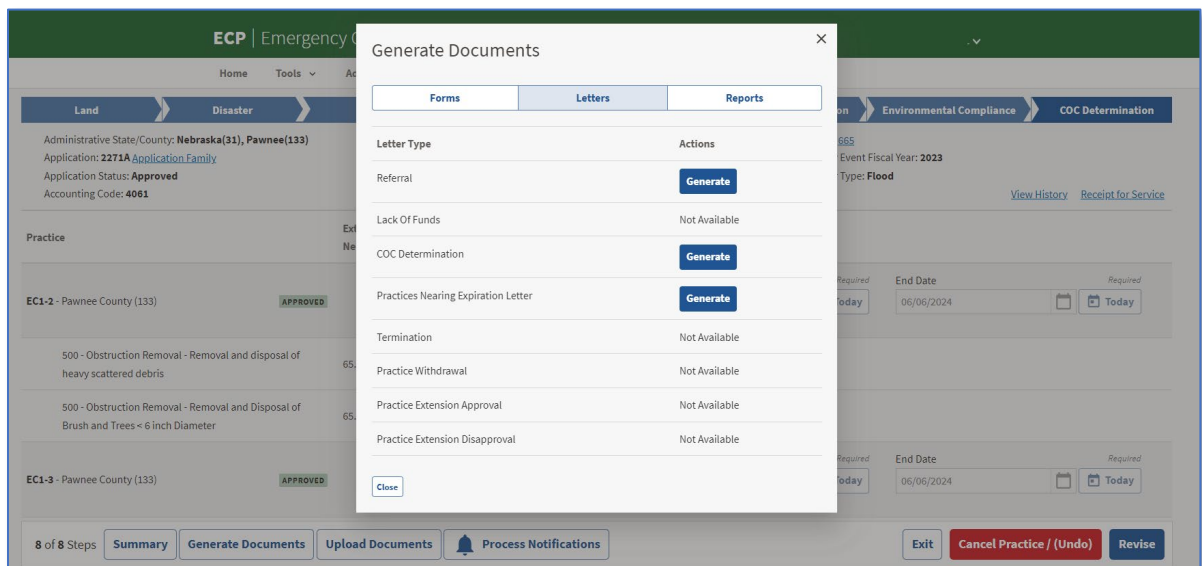 ECP | Emergency C
Generate Documents
Home Tools Ac
Forms Letters Reports
Land Disaster on Environmental Compliance COC Determination
Administrative State/County: Nebraska(31), Pawnee(133)
Application: 2271A Application Family
Application Status: Approved
Accounting Code: 4061
665
Event Fiscal Year: 2023
Type: Flood
View History Receipt for Service
Letter Type Actions
Referral Generate
Lack Of Funds Not Available
COC Determination Generate
Practices Nearing Expiration Letter Generate
Termination Not Available
Practice Withdrawal Not Available
Practice Extension Approval Not Available
Practice Extension Disapproval Not Available
Close
Practice Ext
Ne
EC1-2 - Pawnee County (133) APPROVED
Required End Date Required
Today 06/06/2024 Today
500 - Obstruction Removal - Removal and disposal of
heavy scattered debris
65.
500 - Obstruction Removal - Removal and Disposal of
Brush and Trees < 6 inch Diameter
65.
EC1-3 - Pawnee County (133) APPROVED
Required End Date Required
Today 06/06/2024 Today
8 of 8 Steps Summary Generate Documents Upload Documents Process Notifications Exit Cancel Practice / (Undo) Revise